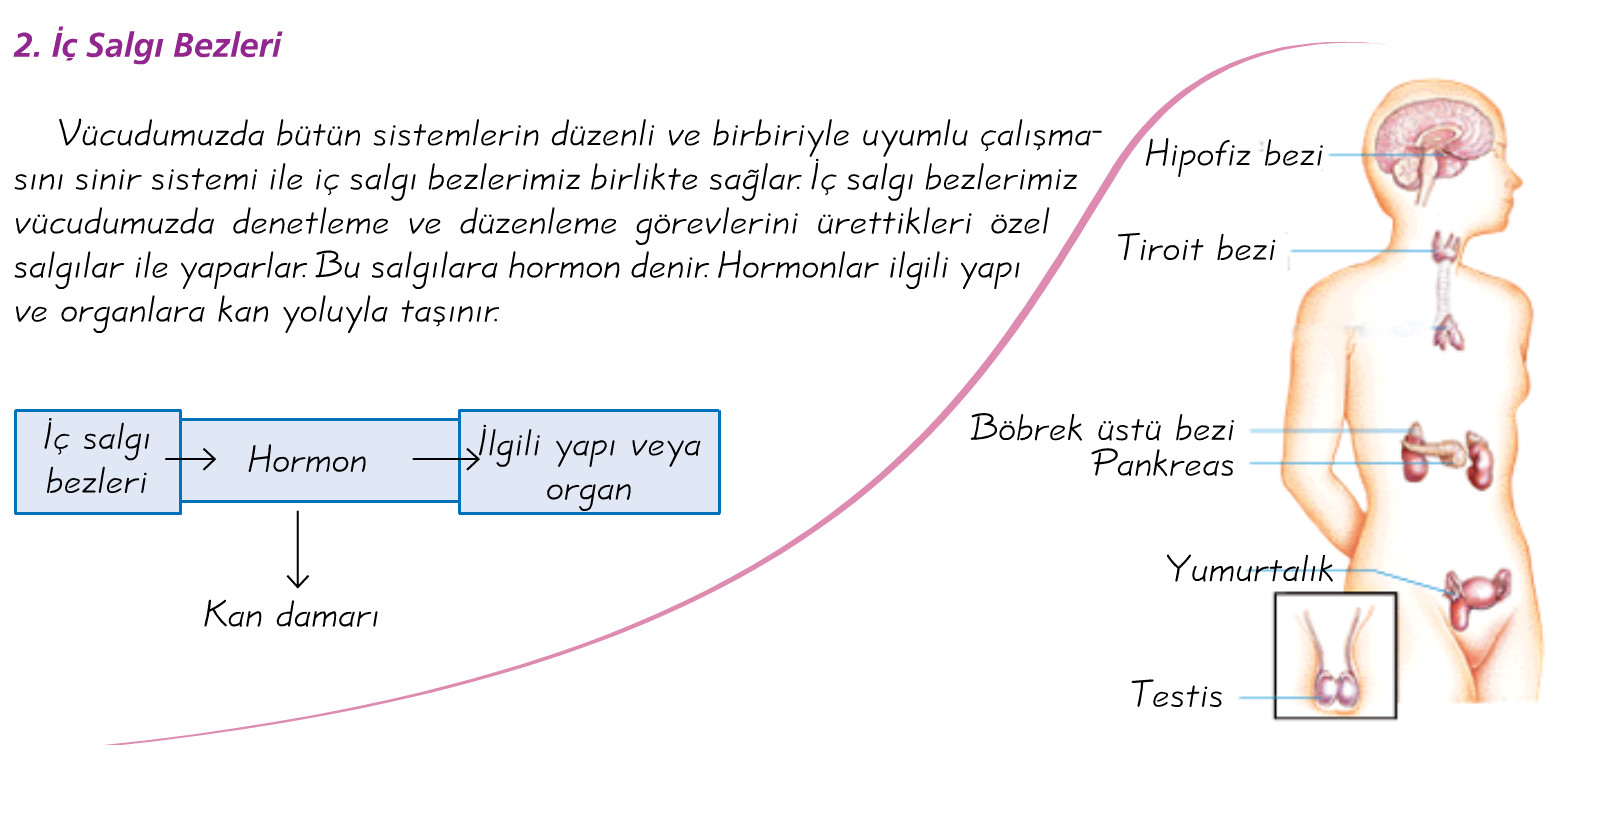 2. İç Salgı Bezleri
Vücudumuzda bütün sistemlerin düzenli ve birbiriyle uyumlu çalışma-
sını sinir sistemi ile iç salgı bezlerimiz birlikte sağlar. İç salgı bezlerimiz
vücudumuzda denetleme ve düzenleme görevlerini ürettikleri özel
salgılar ile yaparlar. Bu salgılara hormon denir. Hormonlar ilgili yapı
ve organlara kan yoluyla taşınır.
İç salgı
bezleri
Hormon
İlgili yapı veya
organ
Kan damarı
Hipofiz bezi
Tiroit bezi
Böbrek üstü bezi
Pankreas
Yumurtalık
Testis